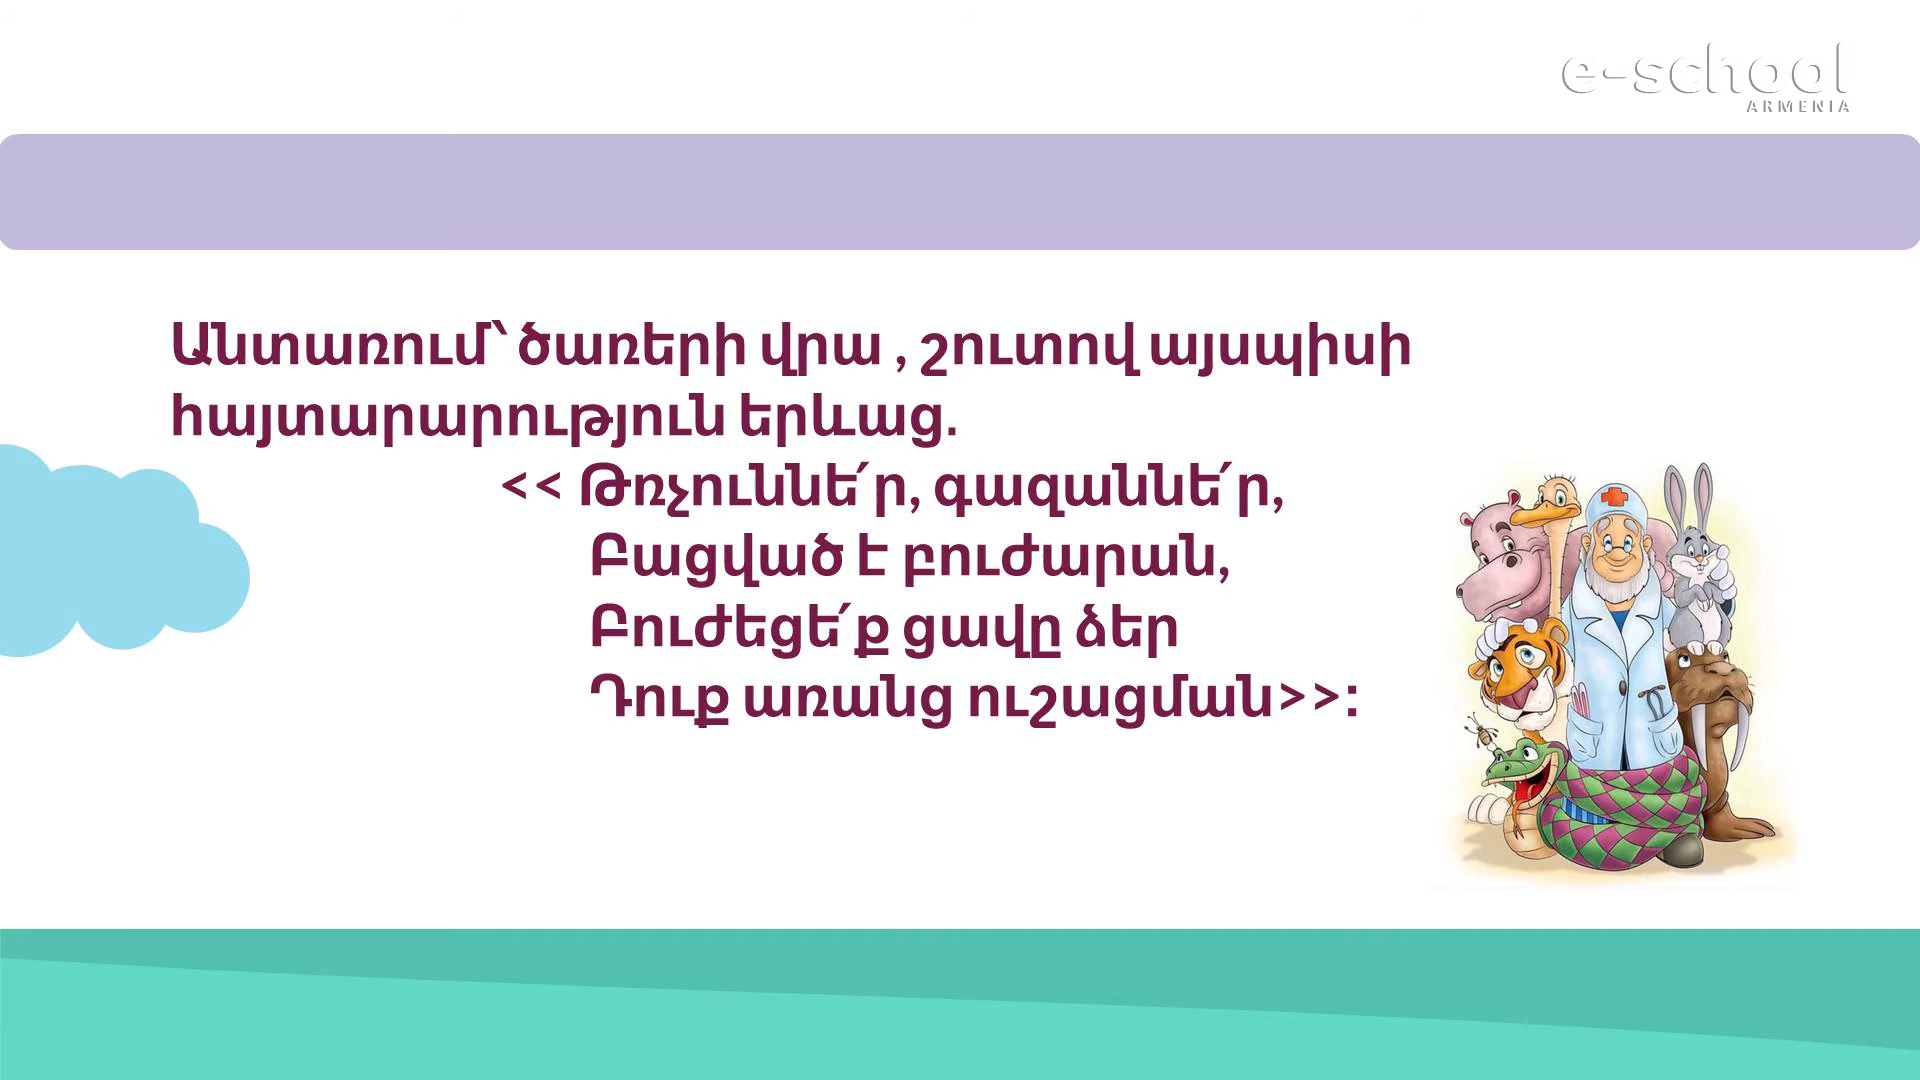 e-school
ARMENIA
Անտառում՝ ծառերի վրա , շուտով այսպիսի
հայտարարություն երևաց.
<< Թռչուննե՛ր, գազաննե՛ր,
Բացված է բուժարան,
Բուժեցե՛ք ցավը ձեր
Դուք առանց ուշացման>>: